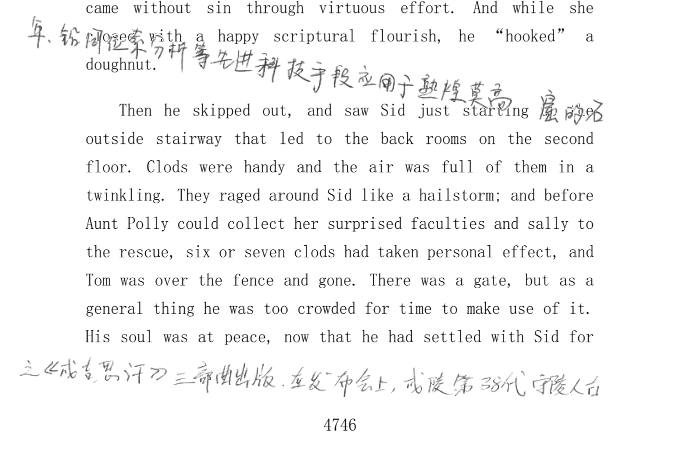 came without sin through virtuous effort. And while she
closed with a happy scriptural flourish, he “hooked” a
年、铅同位素分析等先进科技手段应用于敦煌莫高窟的石
doughnut.
Then he skipped out, and saw Sid just starting up the
outside stairway that led to the back rooms on the second
floor. Clods were handy and the air was full of them in a
twinkling. They raged around Sid like a hailstorm; and before
Aunt Polly could collect her surprised faculties and sally to
the rescue, six or seven clods had taken personal effect, and
Tom was over the fence and gone. There was a gate, but as a
general thing he was too crowded for time to make use of it.
His soul was at peace, now that he had settled with Sid for
之《成吉思汗》三部曲出版．在发布会上，成陵第38代守陵人台
4746